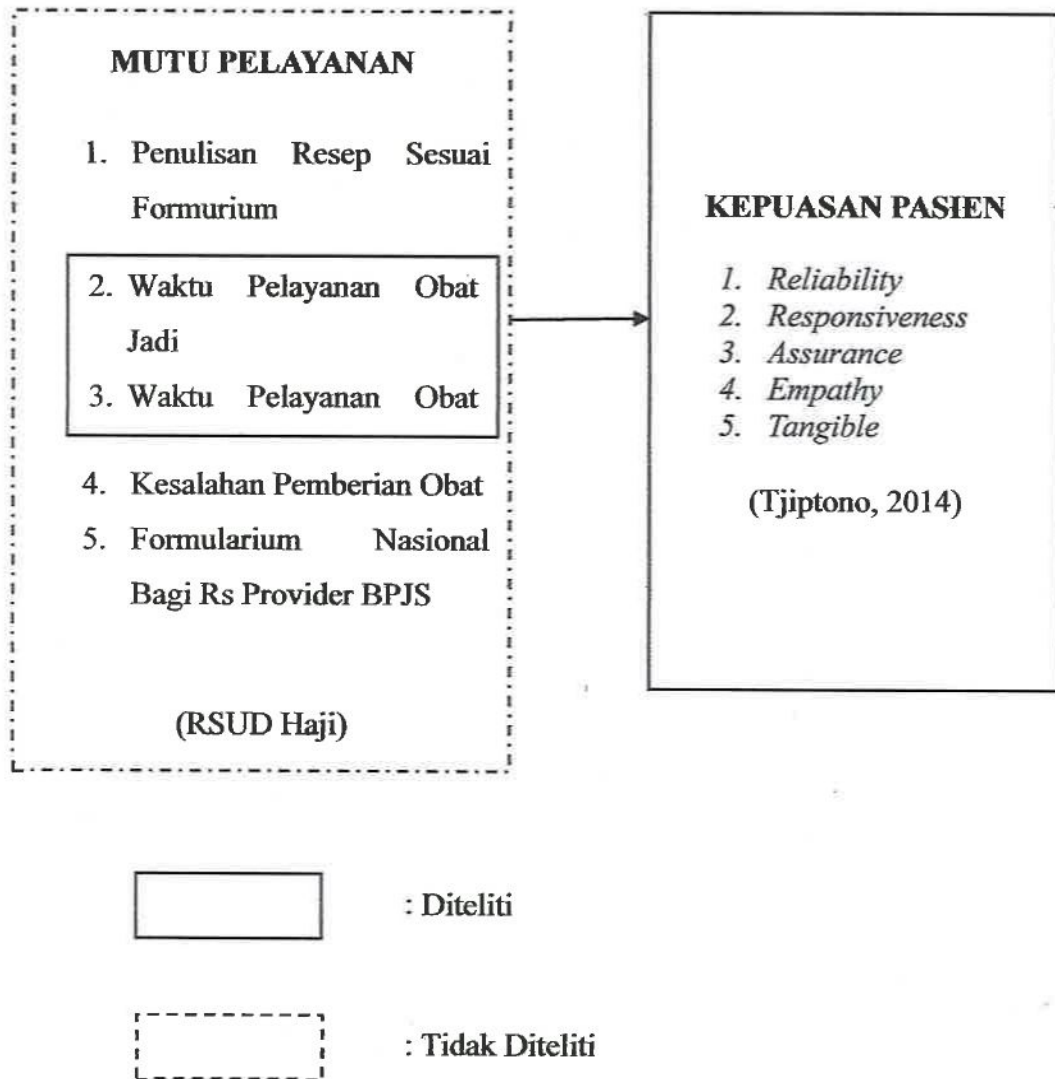 MUTU PELAYANAN
1. Penulisan Resep Sesuai
Formurium
2. Waktu Pelayanan Obat
Jadi
3. Waktu Pelayanan Obat
4. Kesalahan Pemberian Obat
5. Formularium Nasional
Bagi Rs Provider BPJS
(RSUD Haji)
KEPUASAN PASIEN
1. Reliability
2. Responsiveness
3. Assurance
4. Empathy
5. Tangible
(Tjiptono, 2014)
: Diteliti
: Tidak Diteliti